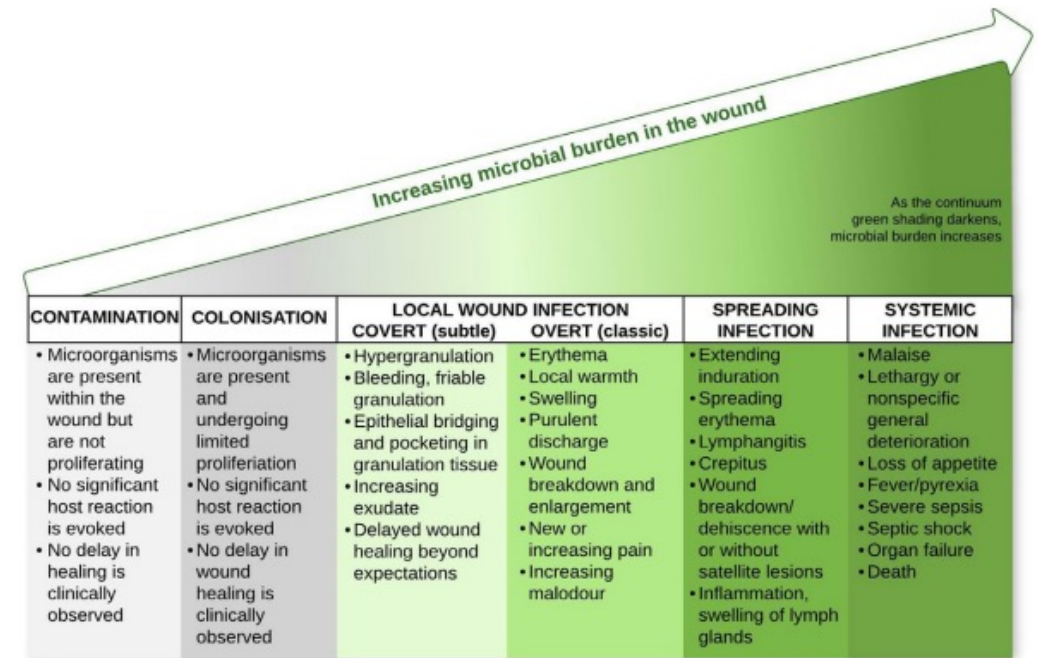 Increasing microbial burden in the wound
As the continuum
green shading darkens,
microbial burden increases
CONTAMINATION
• Microorganisms
are present
within the
wound but
are not
proliferating
• No significant
host reaction
is evoked
• No delay in
healing is
clinically
observed
COLONISATION
• Microorganisms
are present
and
undergoing
limited
proliferiation
• No significant
host reaction
is evoked
• No delay in
wound
healing is
clinically
observed
LOCAL WOUND INFECTION
COVERT (subtle)
• Hypergranulation
• Bleeding, friable
granulation
• Epithelial bridging
and pocketing in
granulation tissue
• Increasing
exudate
• Delayed wound
healing beyond
expectations
OVERT (classic)
• Erythema
• Local warmth
• Swelling
• Purulent
discharge
• Wound
breakdown and
enlargement
• New or
increasing pain
• Increasing
malodour
SPREADING
INFECTION
• Extending
induration
• Spreading
erythema
• Lymphangitis
• Crepitus
• Wound
breakdown/
dehiscence with
or without
satellite lesions
• Inflammation,
swelling of lymph
glands
SYSTEMIC
INFECTION
• Malaise
• Lethargy or
nonspecific
general
deterioration
• Loss of appetite
• Fever/pyrexia
• Severe sepsis
• Septic shock
• Organ failure
• Death